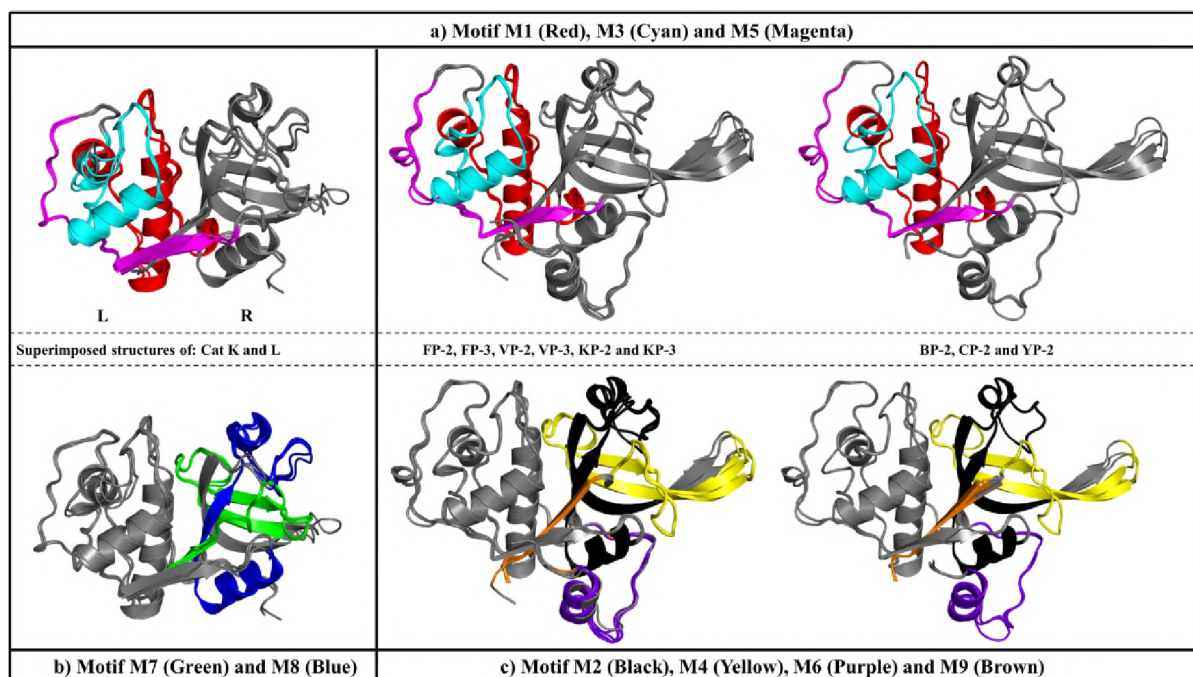 a) Motif M1 (Red), M3 (Cyan) and M5 (Magenta)
L R
Superimposed structures of: Cat K and L
FP-2, FP-3, VP-2, VP-3, KP-2 and KP-3
BP-2, CP-2 and YP-2
b) Motif M7 (Green) and M8 (Blue)
c) Motif M2 (Black), M4 (Yellow), M6 (Purple) and M9 (Brown)